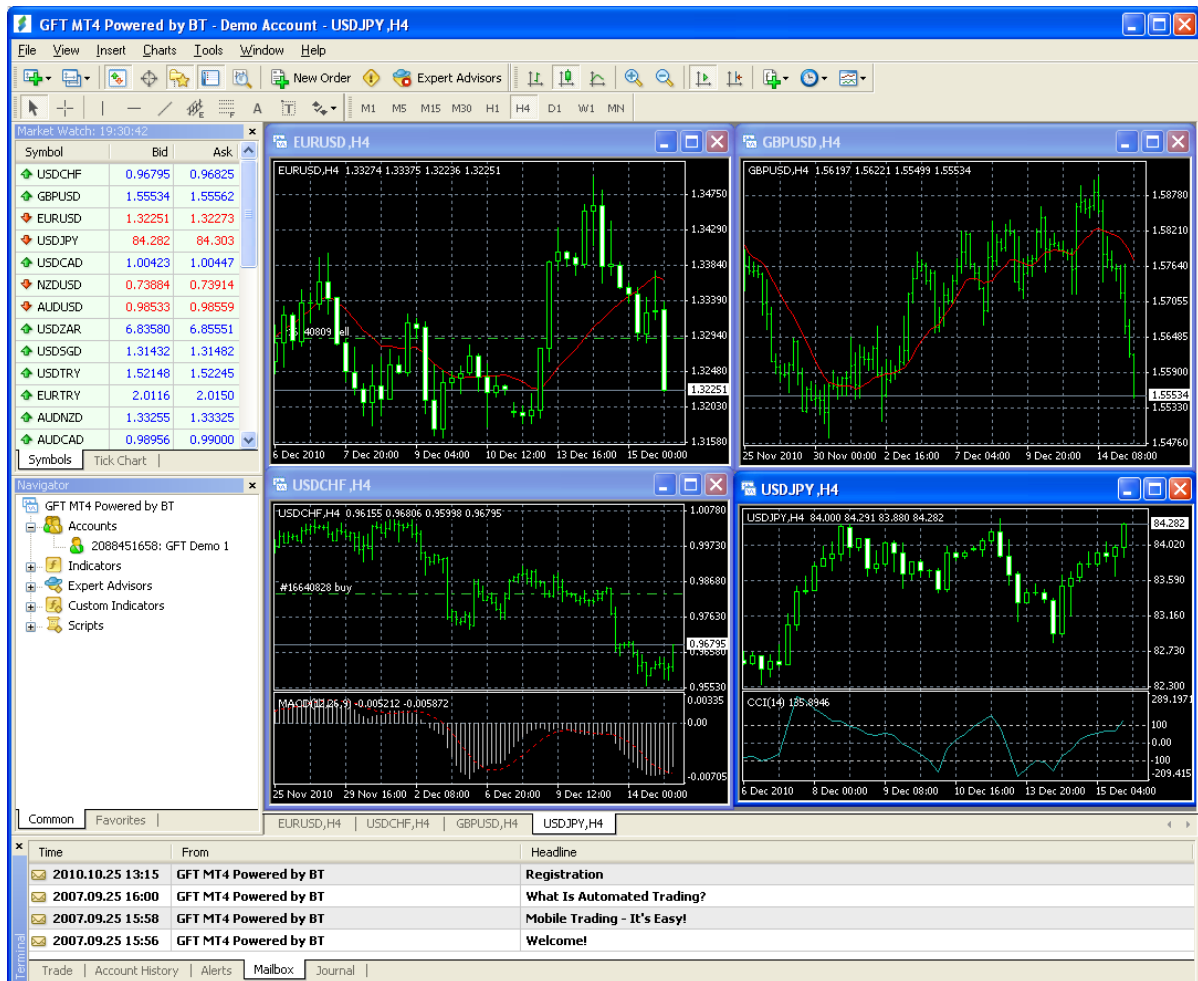 GFT MT4 Powered by BT - Demo Account - USDJPY,H4
File View Insert Charts Tools Window Help
New Order Expert Advisors
A T M1 M5 M15 M30 H1 H4 D1 W1 MN
Market Watch: 19:30:42
Symbol Bid Ask
USDCHF 0.96795 0.96825
GBPUSD 1.55534 1.55562
EURUSD 1.32251 1.32273
USDJPY 84.282 84.303
USDCAD 1.00423 1.00447
NZDUSD 0.73884 0.73914
AUDUSD 0.98533 0.98559
USDZAR 6.83580 6.85551
USDSGD 1.31432 1.31482
USDTRY 1.52148 1.52245
EURTRY 2.0116 2.0150
AUDNZD 1.33255 1.33325
AUDCAD 0.98956 0.99000
Symbols Tick Chart
Navigator
GFT MT4 Powered by BT
Accounts
2088451658: GFT Demo 1
Indicators
Expert Advisors
Custom Indicators
Scripts
Common Favorites
EURUSD,H4
EURUSD,H4 1.33274 1.33375 1.32236 1.32251
1.34750
1.34290
1.33840
1.33390
40809 sell
1.32940
1.32480
1.32251
1.32030
1.31580
6 Dec 2010 7 Dec 20:00 9 Dec 04:00 10 Dec 12:00 13 Dec 16:00 15 Dec 00:00
GBPUSD,H4
GBPUSD,H4 1.56197 1.56221 1.55499 1.55534
1.58780
1.58210
1.57640
1.57055
1.56485
1.55900
1.55534
1.55330
1.54760
25 Nov 2010 30 Nov 00:00 2 Dec 16:00 7 Dec 04:00 9 Dec 20:00 14 Dec 08:00
USDCHF,H4
USDCHF,H4 0.96155 0.96806 0.95998 0.96795
1.00780
0.99730
0.98680
#16640828 buy
0.97630
0.96795
0.96580
0.95530
MACD(12,26,9) -0.005212 -0.005872
0.00335
0.00
-0.00705
25 Nov 2010 29 Nov 16:00 2 Dec 08:00 6 Dec 20:00 9 Dec 12:00 14 Dec 00:00
USDJPY,H4
USDJPY,H4 84.000 84.291 83.880 84.282
84.282
84.020
83.590
83.160
82.730
82.300
CCI(14) 135.8946
289.1971
100
0.00
-100
-209.415
6 Dec 2010 8 Dec 00:00 9 Dec 08:00 10 Dec 16:00 13 Dec 20:00 15 Dec 04:00
EURUSD,H4 USDCHF,H4 GBPUSD,H4 USDJPY,H4
Time From Headline
2010.10.25 13:15 GFT MT4 Powered by BT Registration
2007.09.25 16:00 GFT MT4 Powered by BT What Is Automated Trading?
2007.09.25 15:58 GFT MT4 Powered by BT Mobile Trading - It's Easy!
2007.09.25 15:56 GFT MT4 Powered by BT Welcome!
Terminal
Trade Account History Alerts Mailbox Journal